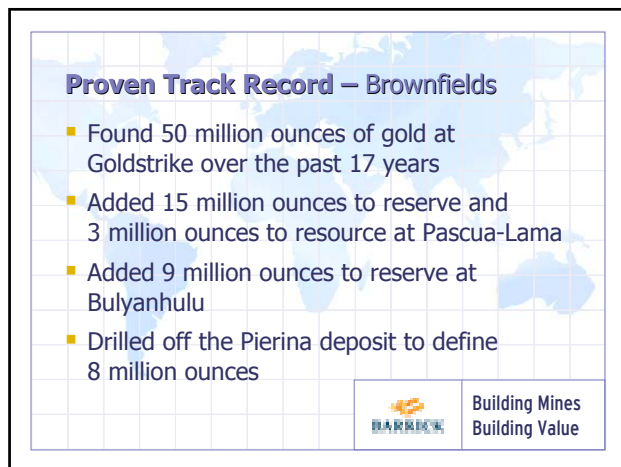 Proven Track Record – Brownfields
Found 50 million ounces of gold at
Goldstrike over the past 17 years
Added 15 million ounces to reserve and
3 million ounces to resource at Pascua-Lama
Added 9 million ounces to reserve at
Bulyanhulu
Drilled off the Pierina deposit to define
8 million ounces
BARRICK
Building Mines
Building Value